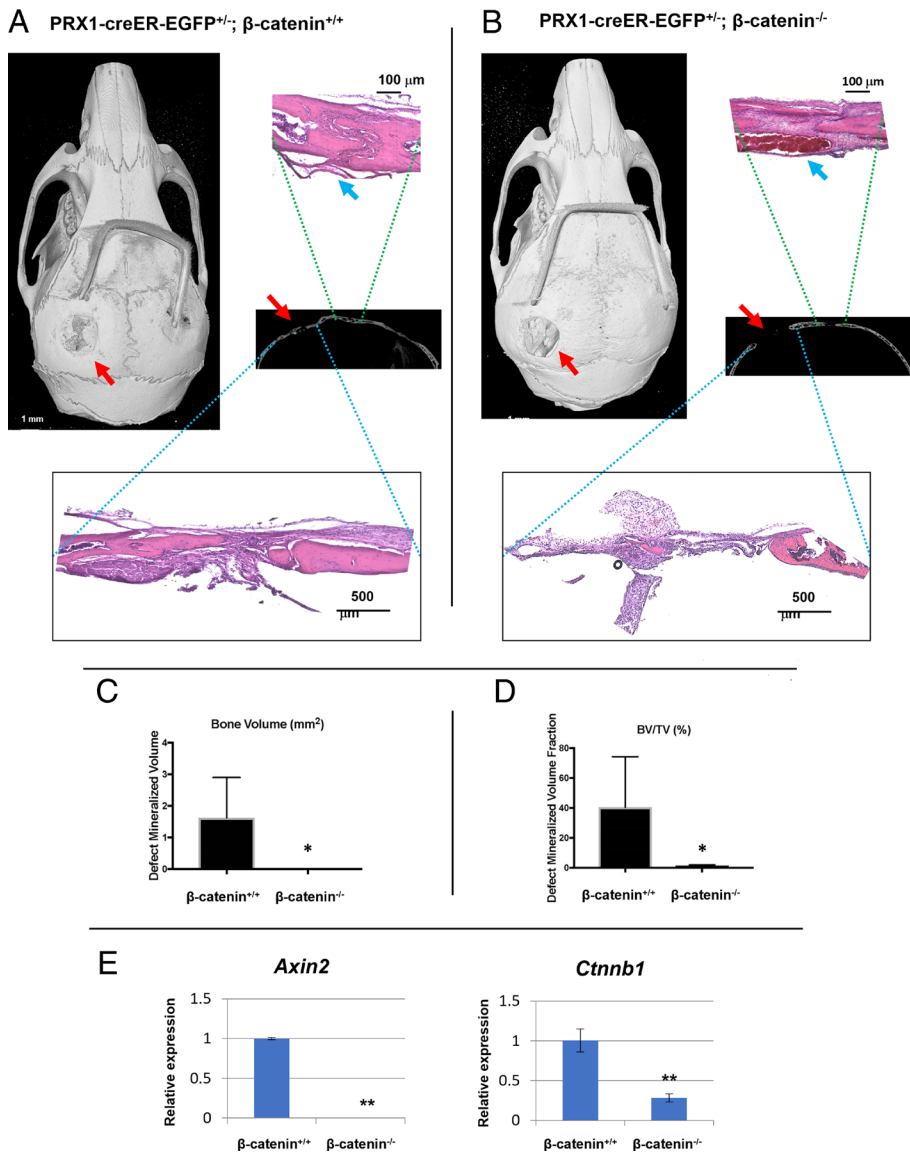 A PRX1-creER-EGFP+/-; β-catenin+/+
100 μm
1 mm
500
μm
B PRX1-creER-EGFP+/-; β-catenin-/-
100 μm
1 mm
500
μm
C
Bone Volume (mm2)
Defect Mineralized Volume
4
3
2
1
0
*
β-catenin+/+ β-catenin-/-
D
BV/TV (%)
Defect Mineralized Volume Fraction
80
60
40
20
0
*
β-catenin+/+ β-catenin-/-
E
Axin2
Relative expression
1.5
1
0.5
0
**
β-catenin+/+ β-catenin-/-
Ctnnb1
Relative expression
1.5
1
0.5
0
**
β-catenin+/+ β-catenin-/-